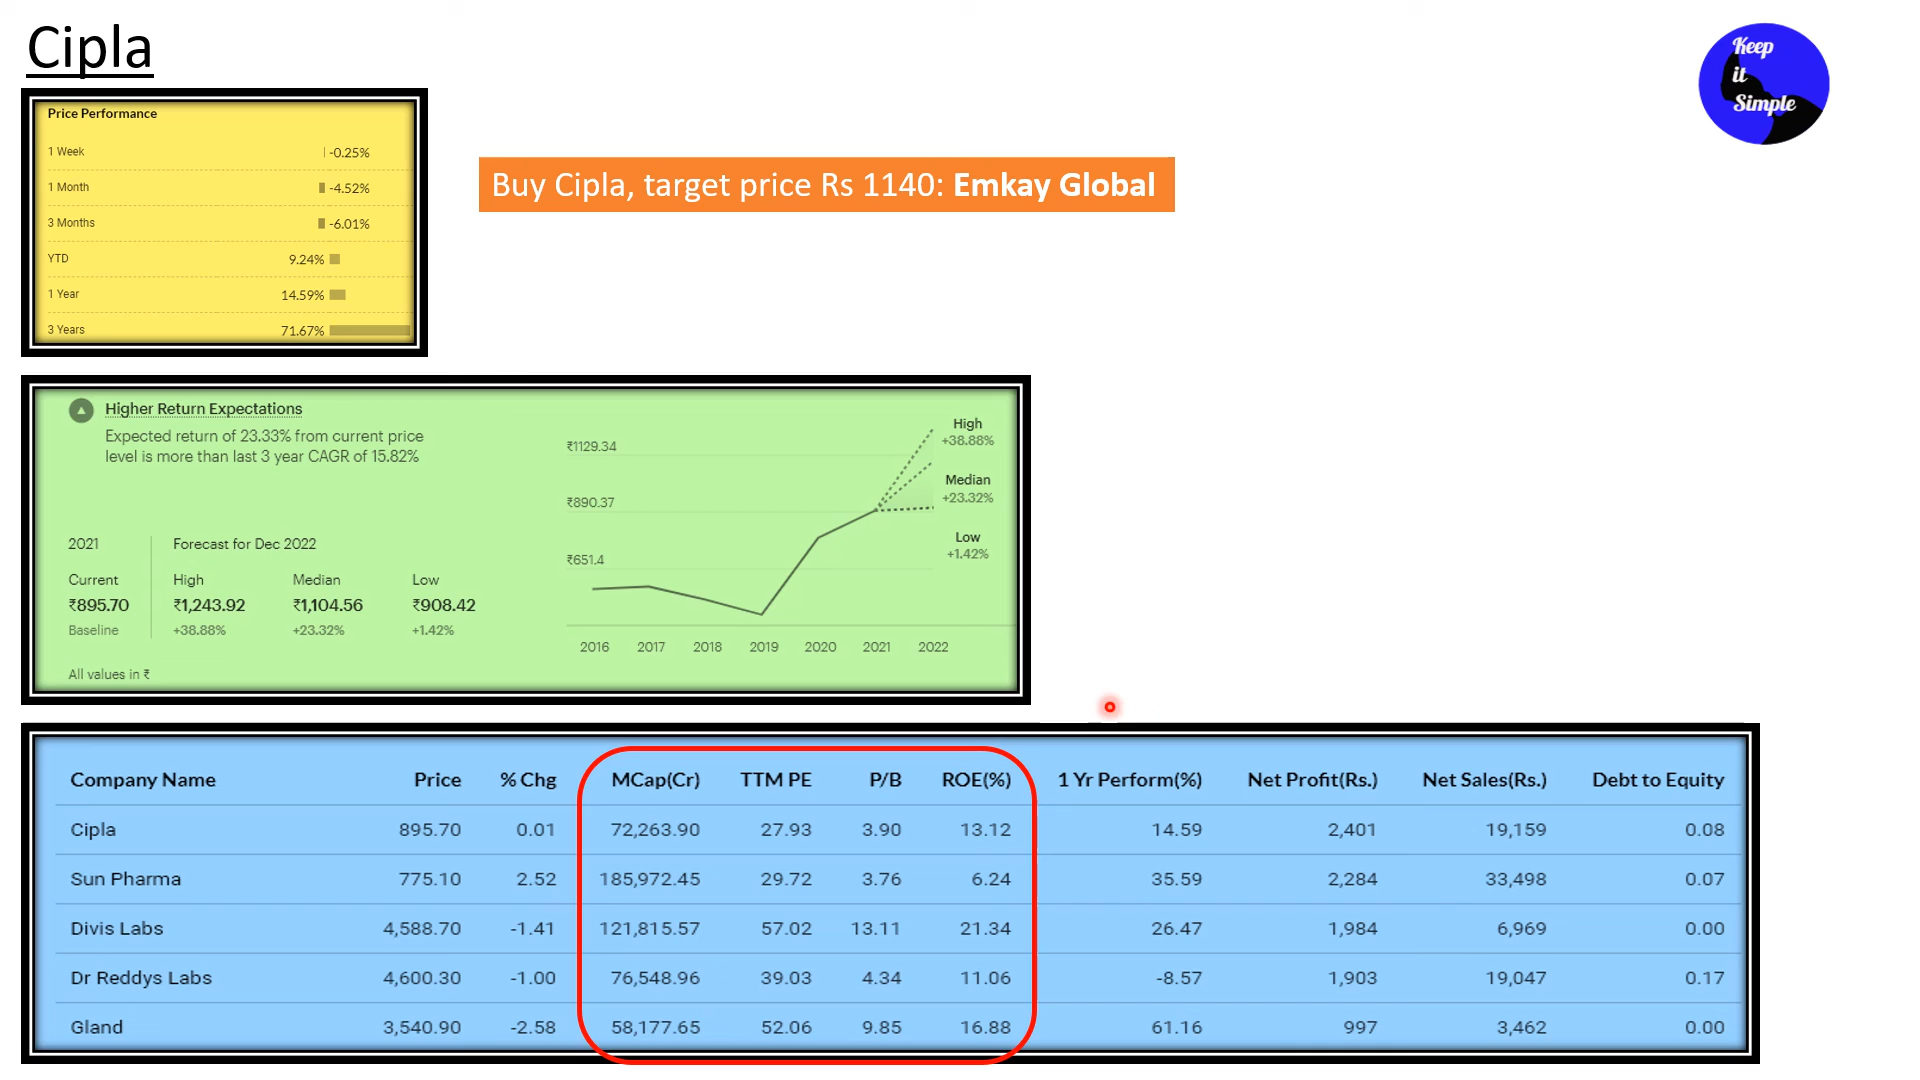 Cipla
Keep
it
Simple
Price Performance
1 Week -0.25%
1 Month -4.52%
3 Months -6.01%
YTD 9.24%
1 Year 14.59%
3 Years 71.67%
Buy Cipla, target price Rs 1140: Emkay Global
Higher Return Expectations
Expected return of 23.33% from current price
level is more than last 3 year CAGR of 15.82%
2021 Forecast for Dec 2022
Current High Median Low
₹895.70 ₹1,243.92 ₹1,104.56 ₹908.42
Baseline +38.88% +23.32% +1.42%
All values in ₹
₹1129.34
₹890.37
₹651.4
High
+38.88%
Median
+23.32%
Low
+1.42%
2016 2017 2018 2019 2020 2021 2022
Company Name Price % Chg MCap(Cr) TTM PE P/B ROE(%) 1 Yr Perform(%) Net Profit(Rs.) Net Sales(Rs.) Debt to Equity
Cipla 895.70 0.01 72,263.90 27.93 3.90 13.12 14.59 2,401 19,159 0.08
Sun Pharma 775.10 2.52 185,972.45 29.72 3.76 6.24 35.59 2,284 33,498 0.07
Divis Labs 4,588.70 -1.41 121,815.57 57.02 13.11 21.34 26.47 1,984 6,969 0.00
Dr Reddys Labs 4,600.30 -1.00 76,548.96 39.03 4.34 11.06 -8.57 1,903 19,047 0.17
Gland 3,540.90 -2.58 58,177.65 52.06 9.85 16.88 61.16 997 3,462 0.00